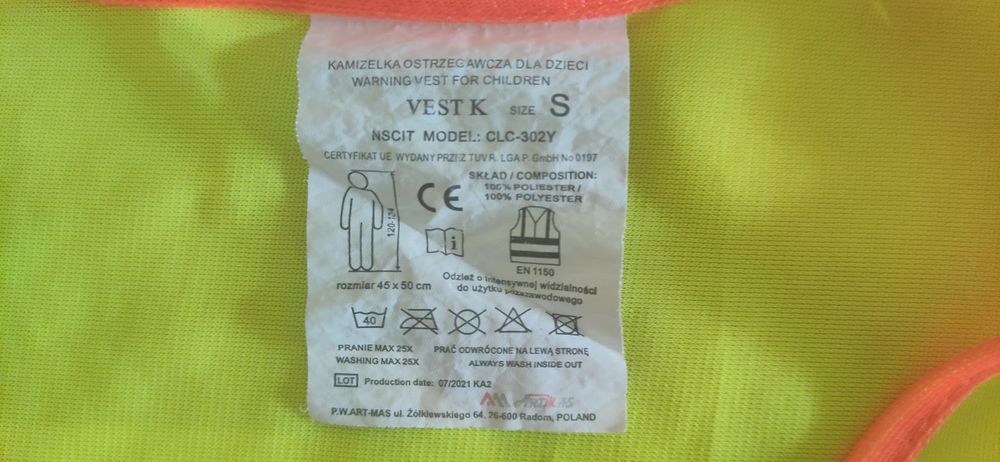 KAMIZELKA OSTRZEGAWCZA DLA DZIECI
WARNING VEST FOR CHILDREN
VEST K SIZE S
NSCIT MODEL: CLC-302Y
CERTYFIKAT UE WYDANY PRZEZ TUV R. LGA P. GmbH No 0197
SKŁAD / COMPOSITION:
100% POLIESTER /
100% POLYESTER
120-124
CE
i
EN 1150
rozmiar 45 x 50 cm
Odzież o intensywnej widzialności
do użytku pozazawodowego
40
PRANIE MAX 25X PRAĆ ODWRÓCONE NA LEWĄ STRONĘ
WASHING MAX 25X ALWAYS WASH INSIDE OUT
LOT Production date: 07/2021 KA2
P.W.ART-MAS ul. Żółkiewskiego 64, 26-600 Radom, POLAND